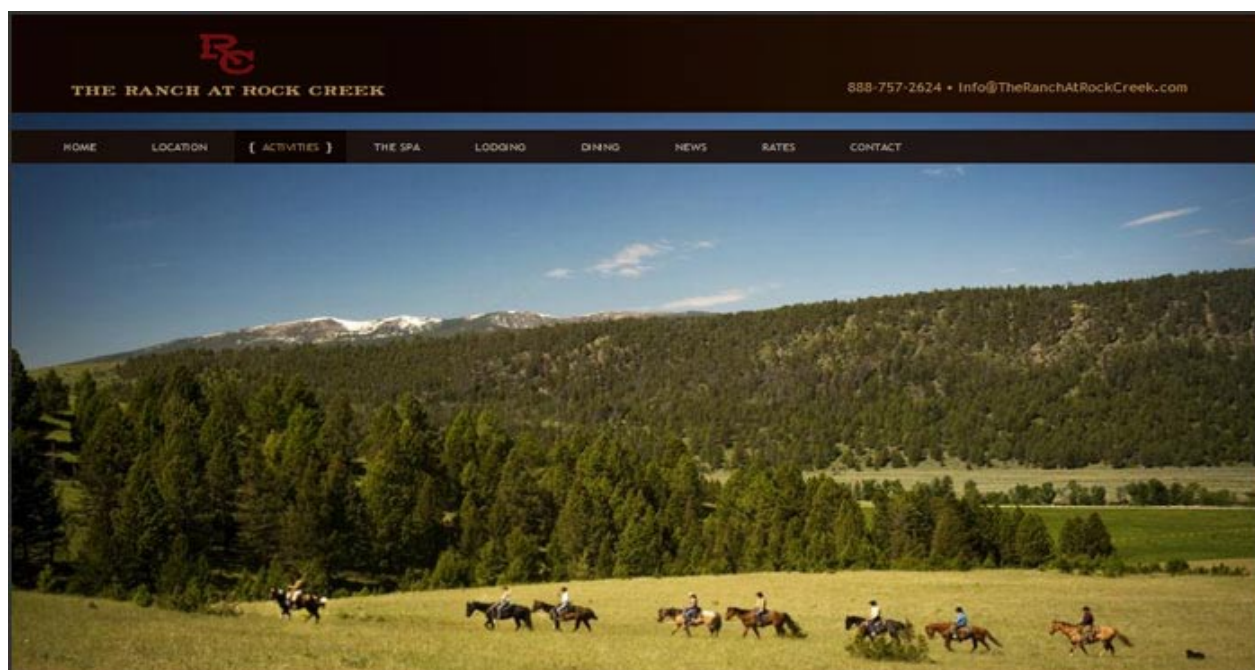 RC
THE RANCH AT ROCK CREEK
888-757-2624 • Info@TheRanchAtRockCreek.com
HOME LOCATION { ACTIVITIES } THE SPA LODGING DINING NEWS RATES CONTACT